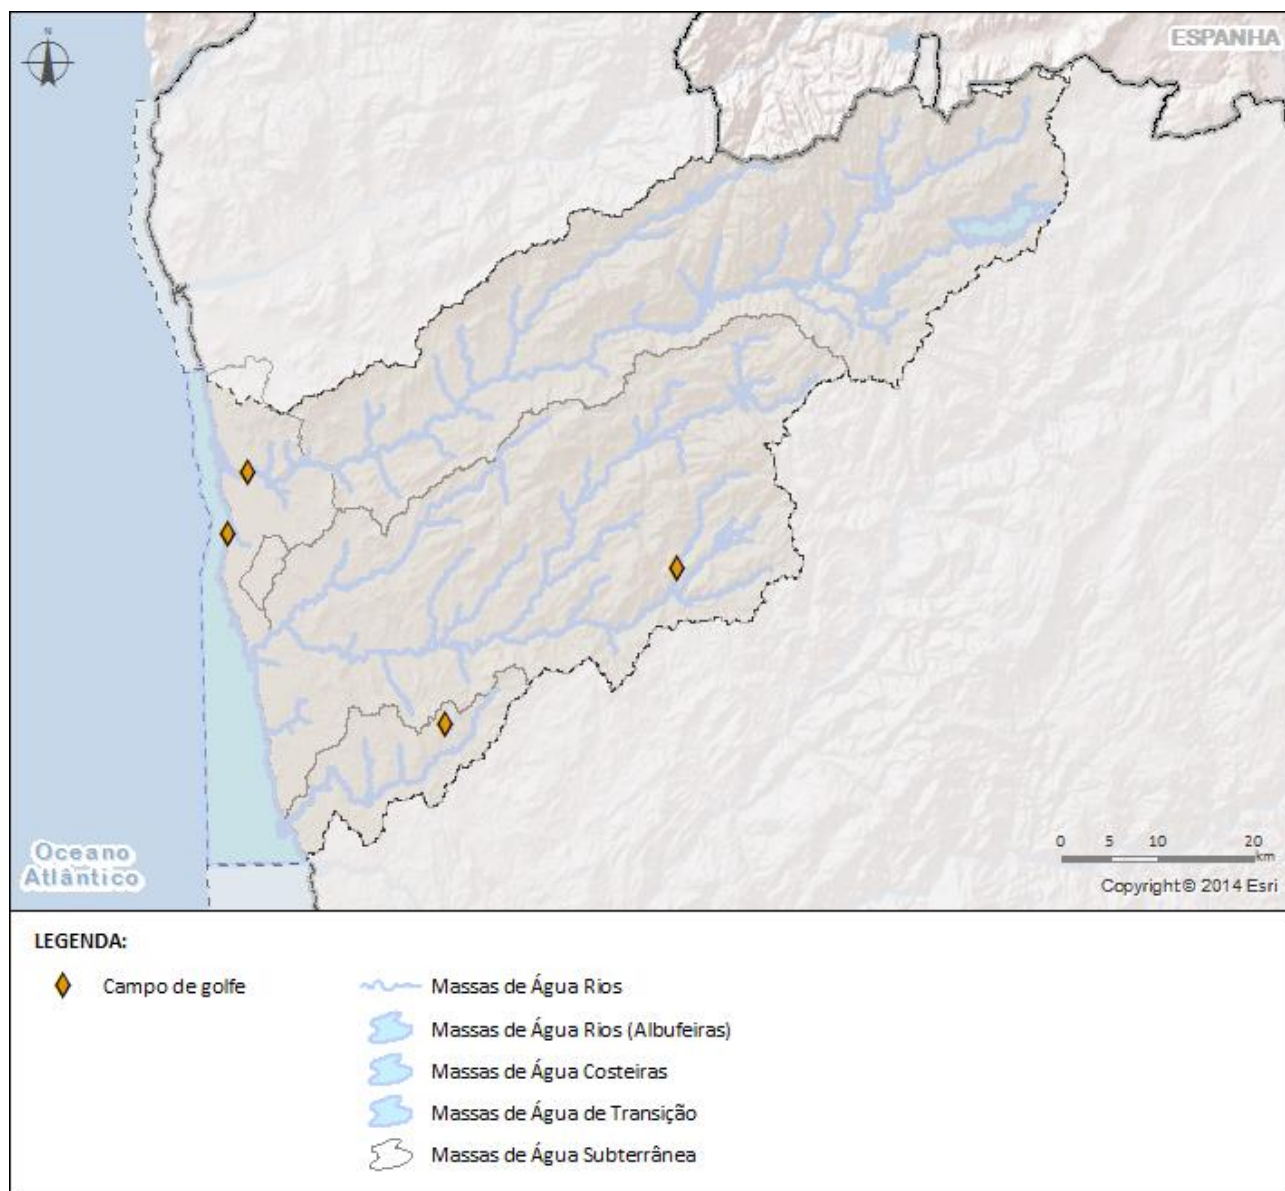 N
ESPANHA
Oceano
Atlântico
0 5 10 20
km
Copyright© 2014 Esri
LEGENDA:
Campo de golfe
Massas de Água Rios
Massas de Água Rios (Albufeiras)
Massas de Água Costeiras
Massas de Água de Transição
Massas de Água Subterrânea